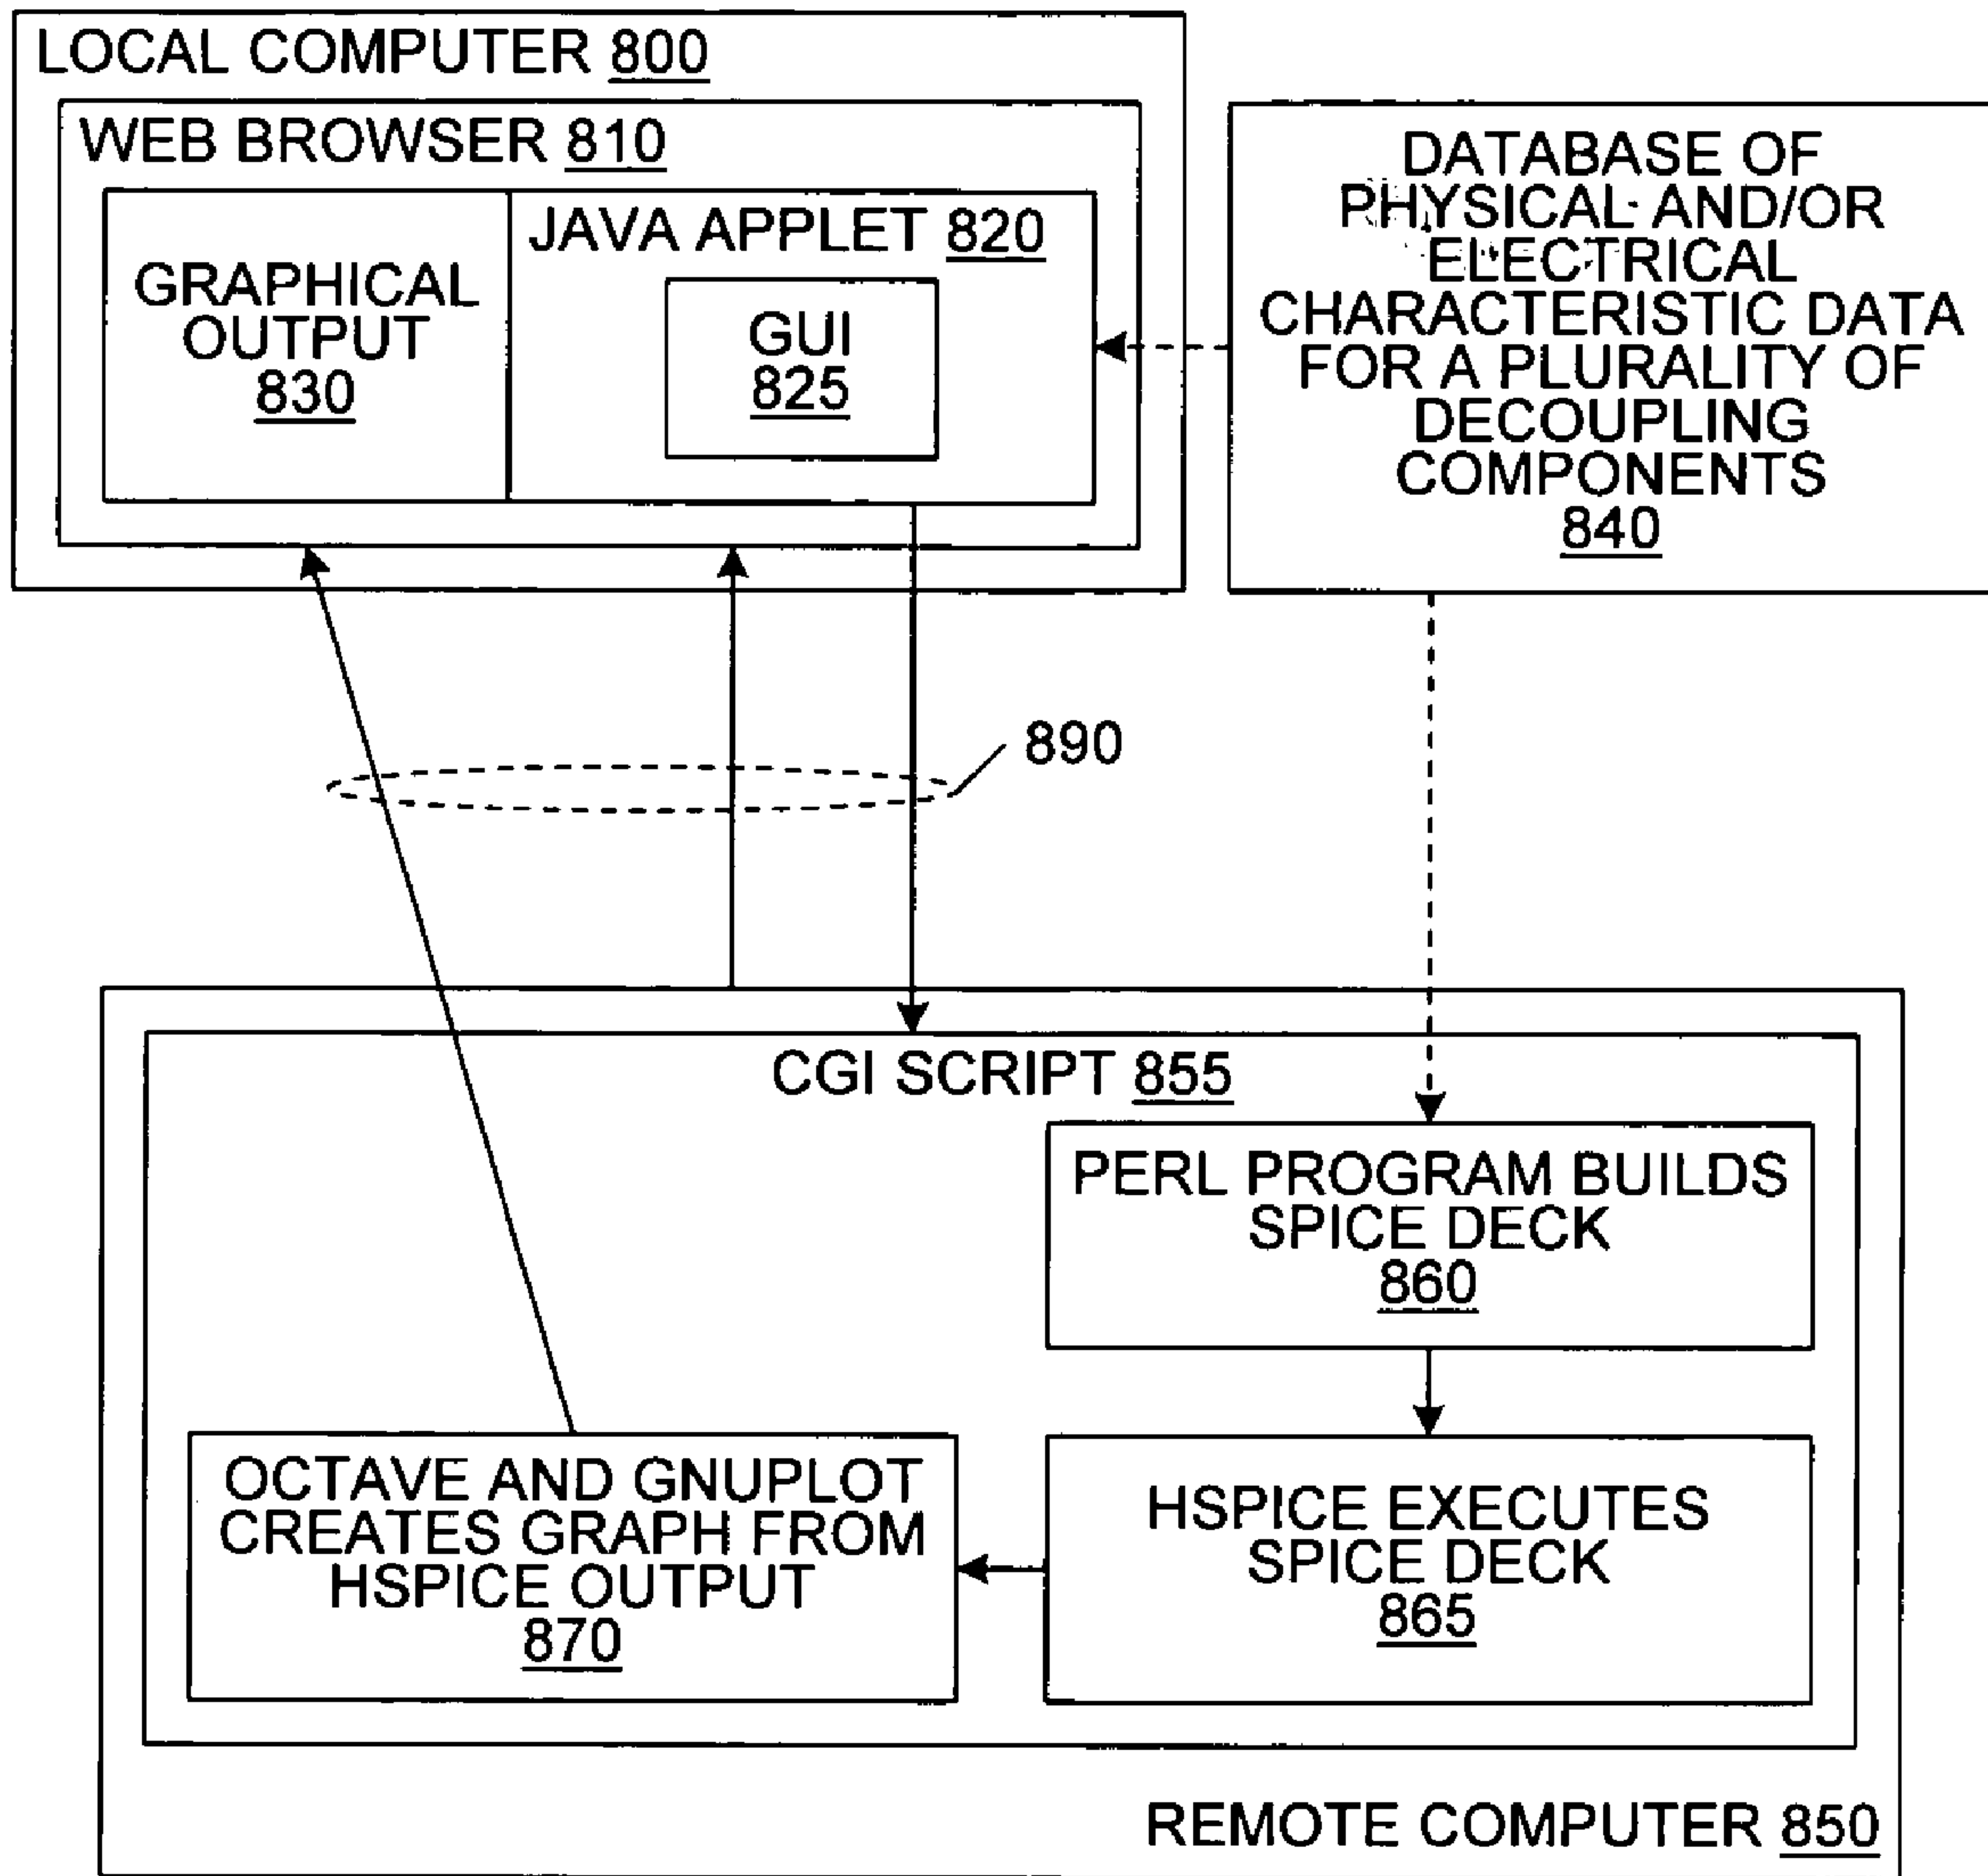 LOCAL COMPUTER 800
WEB BROWSER 810
GRAPHICAL
OUTPUT
830
JAVA APPLET 820
GUI
825
DATABASE OF
PHYSICAL AND/OR
ELECTRICAL
CHARACTERISTIC DATA
FOR A PLURALITY OF
DECOUPLING
COMPONENTS
840
890
CGI SCRIPT 855
PERL PROGRAM BUILDS
SPICE DECK
860
OCTAVE AND GNUPLOT
CREATES GRAPH FROM
HSPICE OUTPUT
870
HSPICE EXECUTES
SPICE DECK
865
REMOTE COMPUTER 850